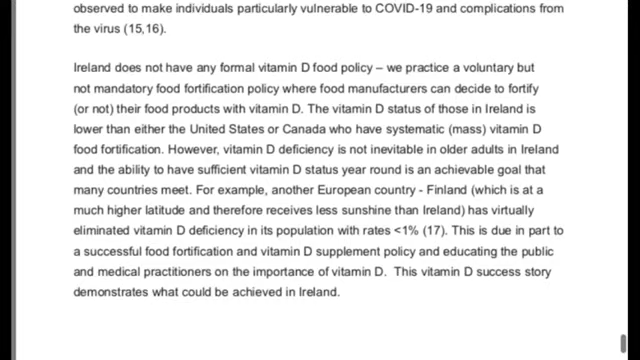 observed to make individuals particularly vulnerable to COVID-19 and complications from
the virus (15,16).
Ireland does not have any formal vitamin D food policy – we practice a voluntary but
not mandatory food fortification policy where food manufacturers can decide to fortify
(or not) their food products with vitamin D. The vitamin D status of those in Ireland is
lower than either the United States or Canada who have systematic (mass) vitamin D
food fortification. However, vitamin D deficiency is not inevitable in older adults in Ireland
and the ability to have sufficient vitamin D status year round is an achievable goal that
many countries meet. For example, another European country - Finland (which is at a
much higher latitude and therefore receives less sunshine than Ireland) has virtually
eliminated vitamin D deficiency in its population with rates <1% (17). This is due in part to
a successful food fortification and vitamin D supplement policy and educating the public
and medical practitioners on the importance of vitamin D. This vitamin D success story
demonstrates what could be achieved in Ireland.